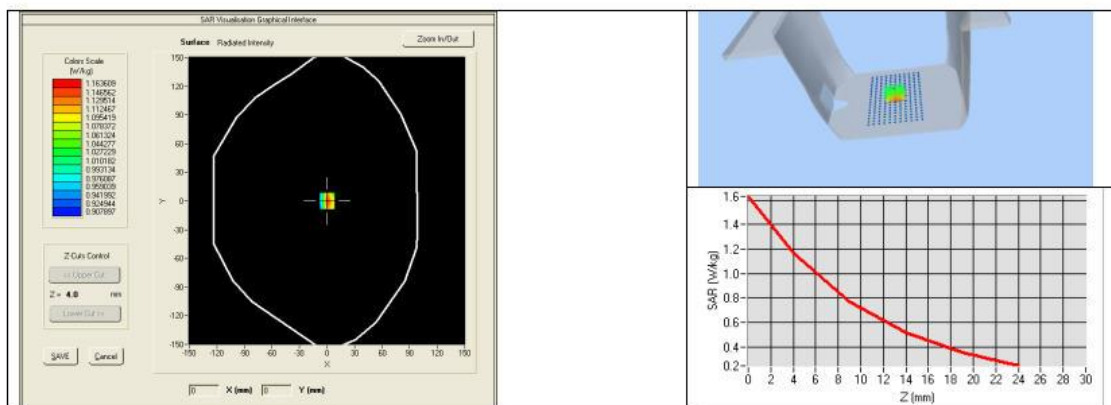 SAR Visualisation Graphical Interface
Surface Radiated Intensity
Zoom In/Out
Colors Scale
(W/kg)
1.163609
1.146562
1.129514
1.112467
1.095419
1.078372
1.061324
1.044277
1.027229
1.010182
0.993134
0.976087
0.959039
0.941992
0.924944
0.907897
Z-Cuts Control
<< Upper Cut
Z = 4.0 mm
Lower Cut >>
SAVE Cancel
150
120
90
60
30
0
-30
-60
-90
-120
-150
Y
-150 -120 -90 -60 -30 0 30 60 90 120 150
X
0 X (mm) 0 Y (mm)
1.6
1.4
1.2
1.0
0.8
0.6
0.4
0.2
SAR (W/kg)
0 2 4 6 8 10 12 14 16 18 20 22 24 26 28 30
Z (mm)